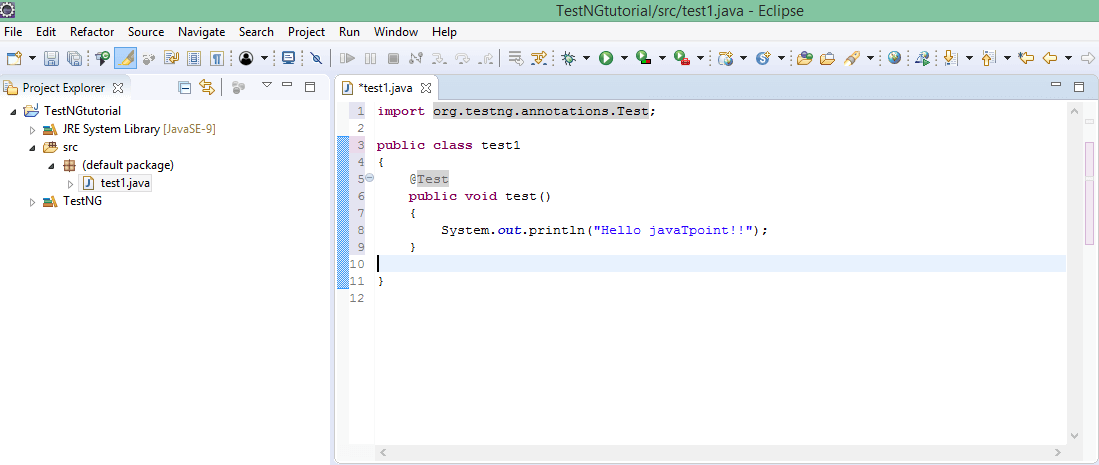 TestNGtutorial/src/test1.java - Eclipse
File Edit Refactor Source Navigate Search Project Run Window Help
Project Explorer
TestNGtutorial
JRE System Library [JavaSE-9]
src
(default package)
test1.java
TestNG
*test1.java
1 import org.testng.annotations.Test;
2
3 public class test1
4 {
5 @Test
6 public void test()
7 {
8 System.out.println("Hello javaTpoint!!");
9 }
10
11 }
12